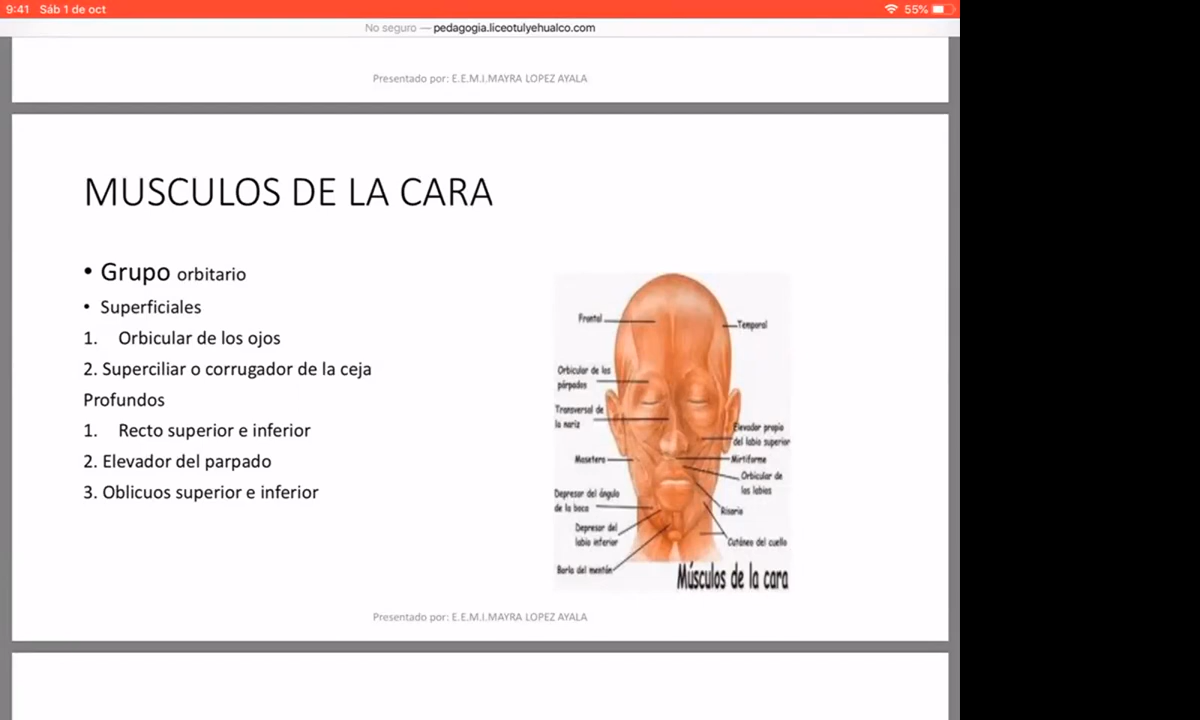 9:41 Sáb 1 de oct
55%
No seguro — pedagogia.liceotulyehualco.com
Presentado por: E.E.M.I.MAYRA LOPEZ AYALA
MUSCULOS DE LA CARA
• Grupo orbitario
• Superficiales
1. Orbicular de los ojos
2. Superciliar o corrugador de la ceja
Profundos
1. Recto superior e inferior
2. Elevador del parpado
3. Oblicuos superior e inferior
Frontal
Temporal
Orbicular de los
párpados
Transversal de
la nariz
Elevador propio
del labio superior
Masetero
Mirtiforme
Orbicular de
los labios
Depresor del ángulo
de la boca
Risorio
Depresor del
labio inferior
Cutáneo del cuello
Borla del mentón
Músculos de la cara
Presentado por: E.E.M.I.MAYRA LOPEZ AYALA